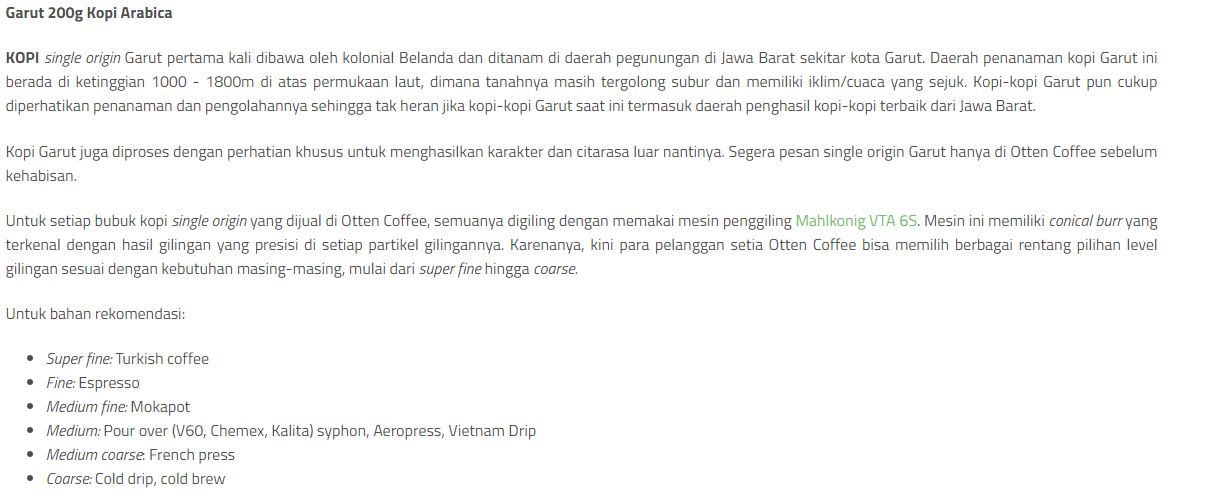 Garut 200g Kopi Arabica
KOPI single origin Garut pertama kali dibawa oleh kolonial Belanda dan ditanam di daerah pegunungan di Jawa Barat sekitar kota Garut. Daerah penanaman kopi Garut ini
berada di ketinggian 1000 - 1800m di atas permukaan laut, dimana tanahnya masih tergolong subur dan memiliki iklim/cuaca yang sejuk. Kopi-kopi Garut pun cukup
diperhatikan penanaman dan pengolahannya sehingga tak heran jika kopi-kopi Garut saat ini termasuk daerah penghasil kopi-kopi terbaik dari Jawa Barat.
Kopi Garut juga diproses dengan perhatian khusus untuk menghasilkan karakter dan citarasa luar nantinya. Segera pesan single origin Garut hanya di Otten Coffee sebelum
kehabisan.
Untuk setiap bubuk kopi single origin yang dijual di Otten Coffee, semuanya digiling dengan memakai mesin penggiling Mahlkonig VTA 6S. Mesin ini memiliki conical burr yang
terkenal dengan hasil gilingan yang presisi di setiap partikel gilingannya. Karenanya, kini para pelanggan setia Otten Coffee bisa memilih berbagai rentang pilihan level
gilingan sesuai dengan kebutuhan masing-masing, mulai dari super fine hingga coarse.
Untuk bahan rekomendasi:
• Super fine: Turkish coffee
• Fine: Espresso
• Medium fine: Mokapot
• Medium: Pour over (V60, Chemex, Kalita) syphon, Aeropress, Vietnam Drip
• Medium coarse: French press
• Coarse: Cold drip, cold brew